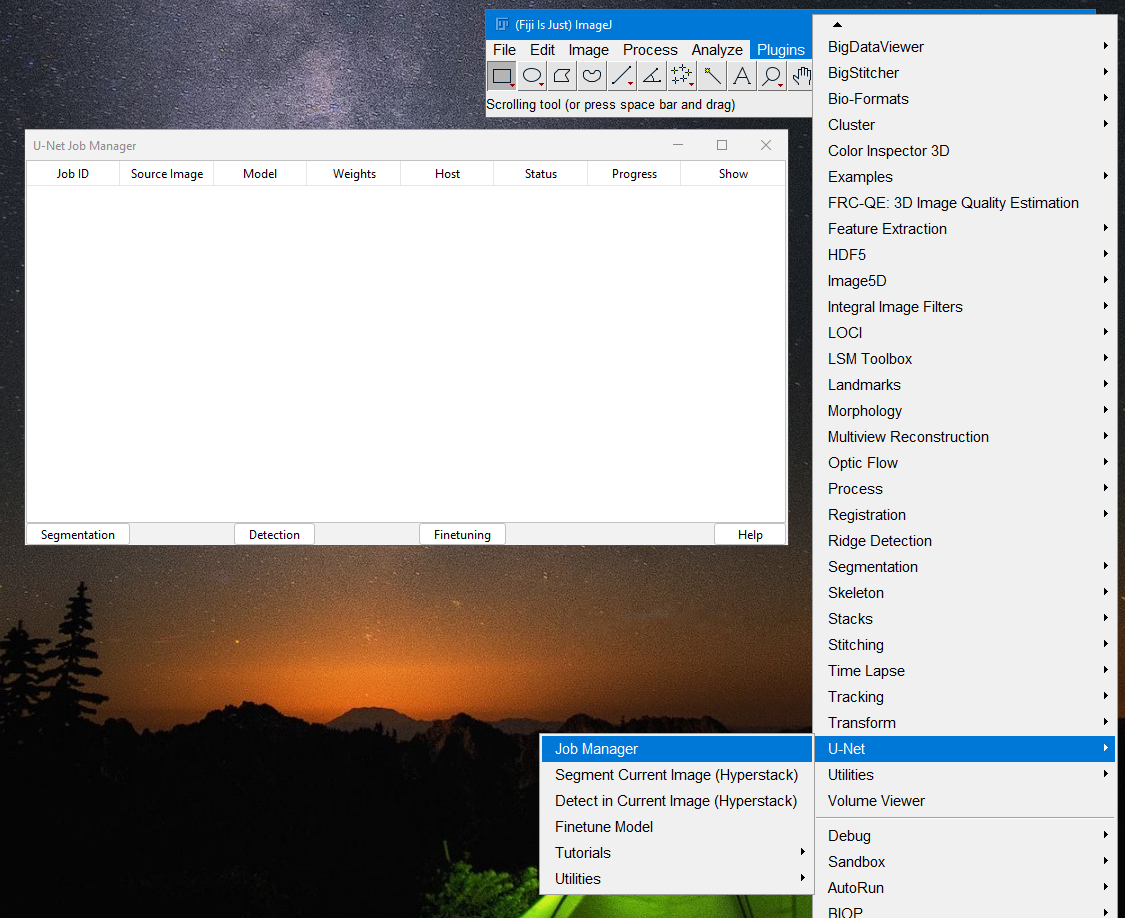 (Fiji Is Just) ImageJ
File Edit Image Process Analyze Plugins
Scrolling tool (or press space bar and drag)
U-Net Job Manager
Job ID Source Image Model Weights Host Status Progress Show
Segmentation Detection Finetuning Help
BigDataViewer
BigStitcher
Bio-Formats
Cluster
Color Inspector 3D
Examples
FRC-QE: 3D Image Quality Estimation
Feature Extraction
HDF5
Image5D
Integral Image Filters
LOCI
LSM Toolbox
Landmarks
Morphology
Multiview Reconstruction
Optic Flow
Process
Registration
Ridge Detection
Segmentation
Skeleton
Stacks
Stitching
Time Lapse
Tracking
Transform
U-Net
Utilities
Volume Viewer
Debug
Sandbox
AutoRun
BIOP
Job Manager
Segment Current Image (Hyperstack)
Detect in Current Image (Hyperstack)
Finetune Model
Tutorials
Utilities